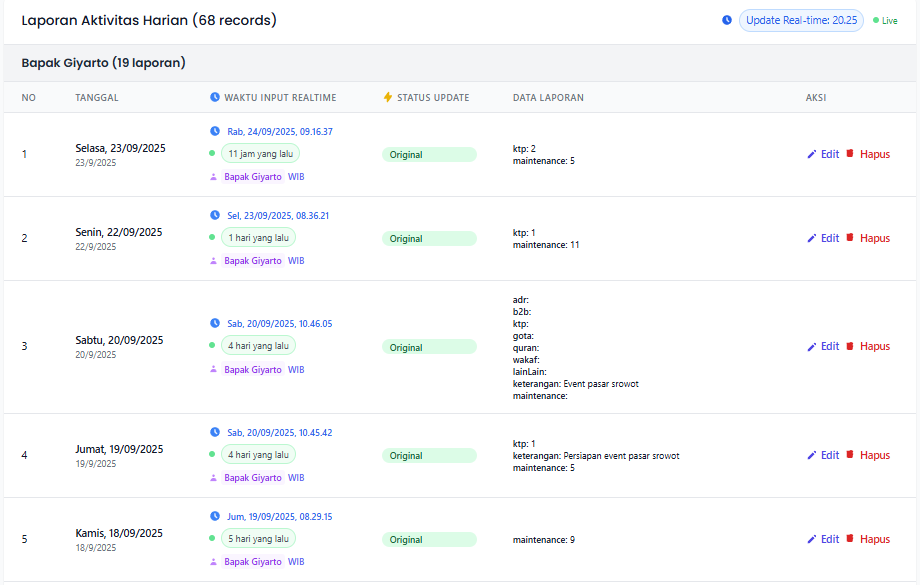 Laporan Aktivitas Harian (68 records) Update Real-time: 20.25 Live
Bapak Giyarto (19 laporan)
NO TANGGAL WAKTU INPUT REALTIME STATUS UPDATE DATA LAPORAN AKSI
1
Selasa, 23/09/2025
23/9/2025
Rab, 24/09/2025, 09.16.37
11 jam yang lalu
Bapak Giyarto WIB
Original
ktp: 2
maintenance: 5
Edit Hapus
2
Senin, 22/09/2025
22/9/2025
Sel, 23/09/2025, 08.36.21
1 hari yang lalu
Bapak Giyarto WIB
Original
ktp: 1
maintenance: 11
Edit Hapus
3
Sabtu, 20/09/2025
20/9/2025
Sab, 20/09/2025, 10.46.05
4 hari yang lalu
Bapak Giyarto WIB
Original
adr:
b2b:
ktp:
gota:
quran:
wakaf:
lainLain:
keterangan: Event pasar srowot
maintenance:
Edit Hapus
4
Jumat, 19/09/2025
19/9/2025
Sab, 20/09/2025, 10.45.42
4 hari yang lalu
Bapak Giyarto WIB
Original
ktp: 1
keterangan: Persiapan event pasar srowot
maintenance: 5
Edit Hapus
5
Kamis, 18/09/2025
18/9/2025
Jum, 19/09/2025, 08.29.15
5 hari yang lalu
Bapak Giyarto WIB
Original
maintenance: 9
Edit Hapus